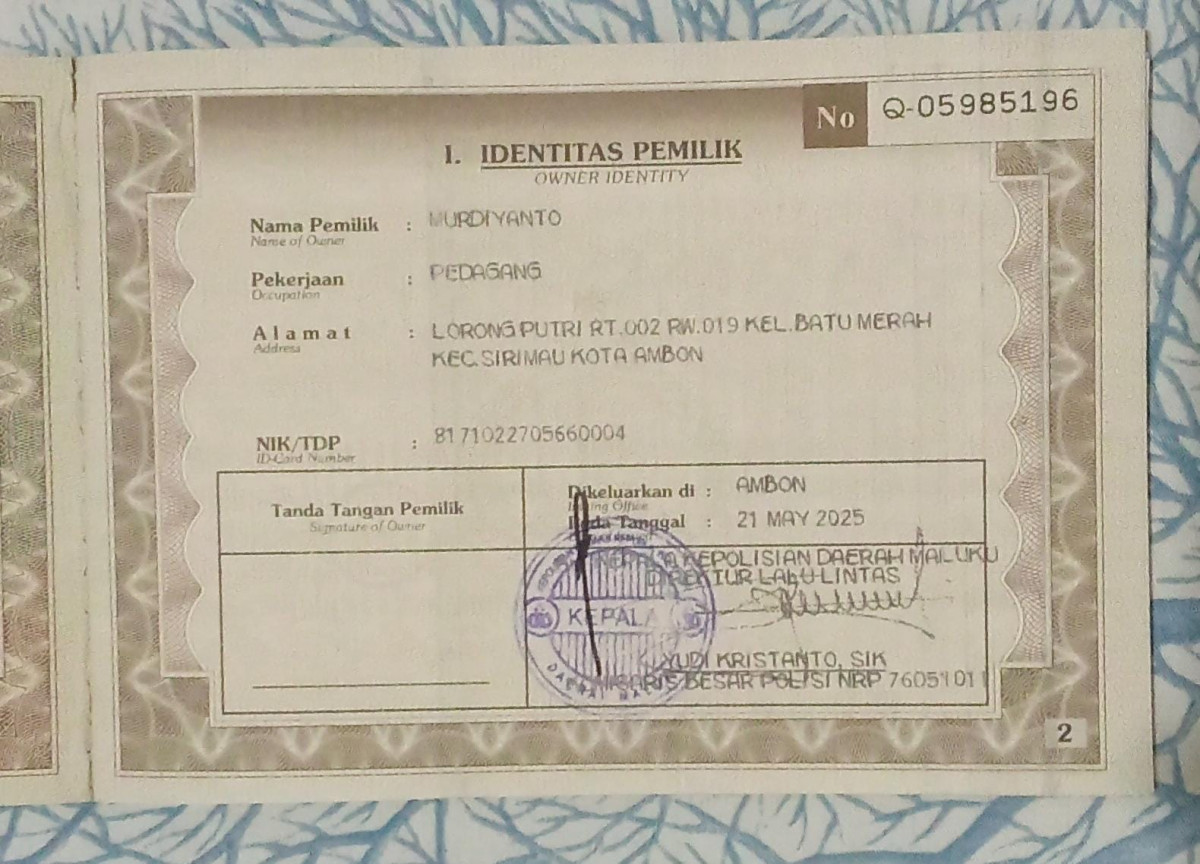 No Q-05985196
I. IDENTITAS PEMILIK
OWNER IDENTITY
Nama Pemilik : MURDIYANTO
Name of Owner
Pekerjaan : PEDAGANG
Occupation
Alamat : LORONG PUTRI RT.002 RW.019 KEL.BATU MERAH
Address
KEC.SIRIMAU KOTA AMBON
NIK/TDP : 8171022705660004
ID-Card Number
Tanda Tangan Pemilik
Signature of Owner
Dikeluarkan di : AMBON
Issuing Office
Pada Tanggal : 21 MAY 2025
KEPOLISIAN DAERAH MALUKU
DIREKTUR LALU LINTAS
KEPALA
YUDI KRISTANTO, SIK
BESAR POLISI NRP 76051011
DAERAH
2